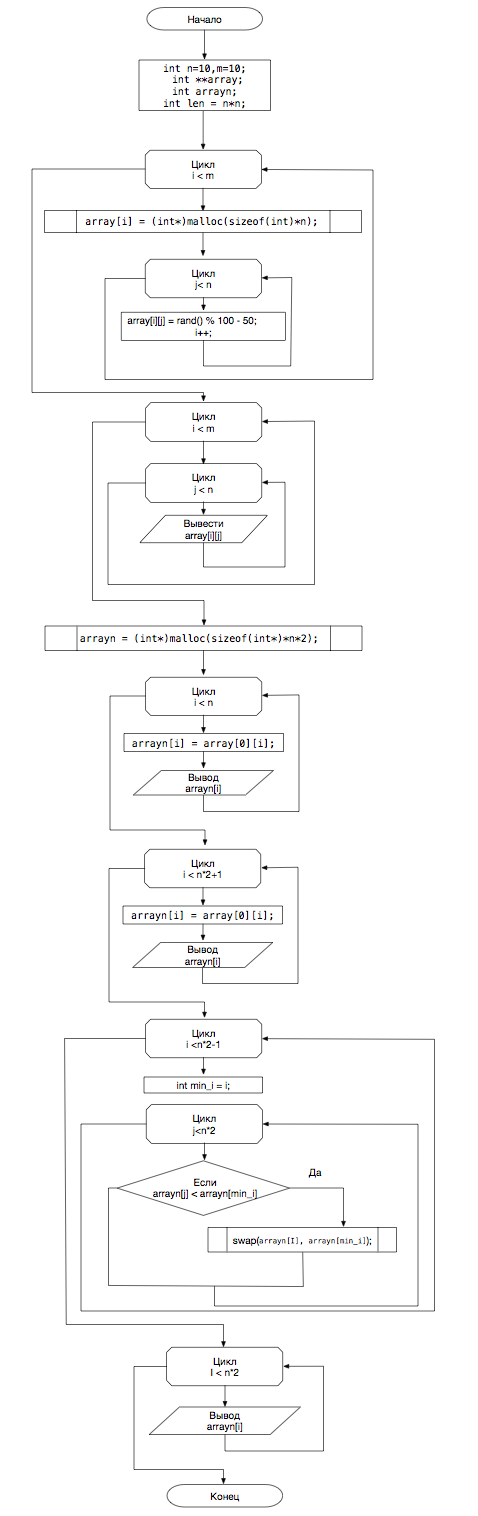 Начало
int n=10,m=10;
int **array;
int arrayn;
int len = n*n;
Цикл
i < m
array[i] = (int*)malloc(sizeof(int)*n);
Цикл
j< n
array[i][j] = rand() % 100 - 50;
i++;
Цикл
i < m
Цикл
j < n
Вывести
array[i][j]
arrayn = (int*)malloc(sizeof(int*)*n*2);
Цикл
i < n
arrayn[i] = array[0][i];
Вывод
arrayn[i]
Цикл
i < n*2+1
arrayn[i] = array[0][i];
Вывод
arrayn[i]
Цикл
i <n*2-1
int min_i = i;
Цикл
j<n*2
Если
array[j] < arrayn[min_i]
Да
swap(arrayn[I], arrayn[min_i]);
Цикл
I < n*2
Вывод
arrayn[i]
Конец